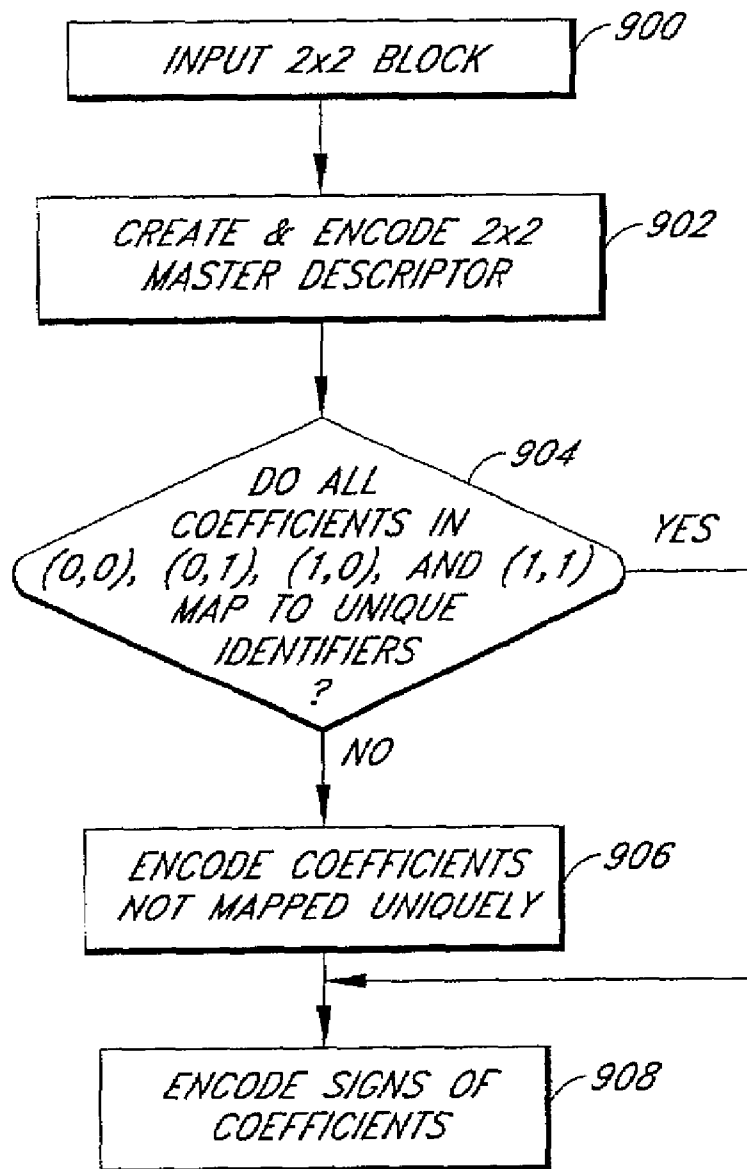 INPUT 2x2 BLOCK
900
CREATE & ENCODE 2x2
MASTER DESCRIPTOR
902
904
DO ALL
COEFFICIENTS IN
(0,0), (0,1), (1,0), AND (1,1)
MAP TO UNIQUE
IDENTIFIERS
?
YES
NO
ENCODE COEFFICIENTS
NOT MAPPED UNIQUELY
906
ENCODE SIGNS OF
COEFFICIENTS
908